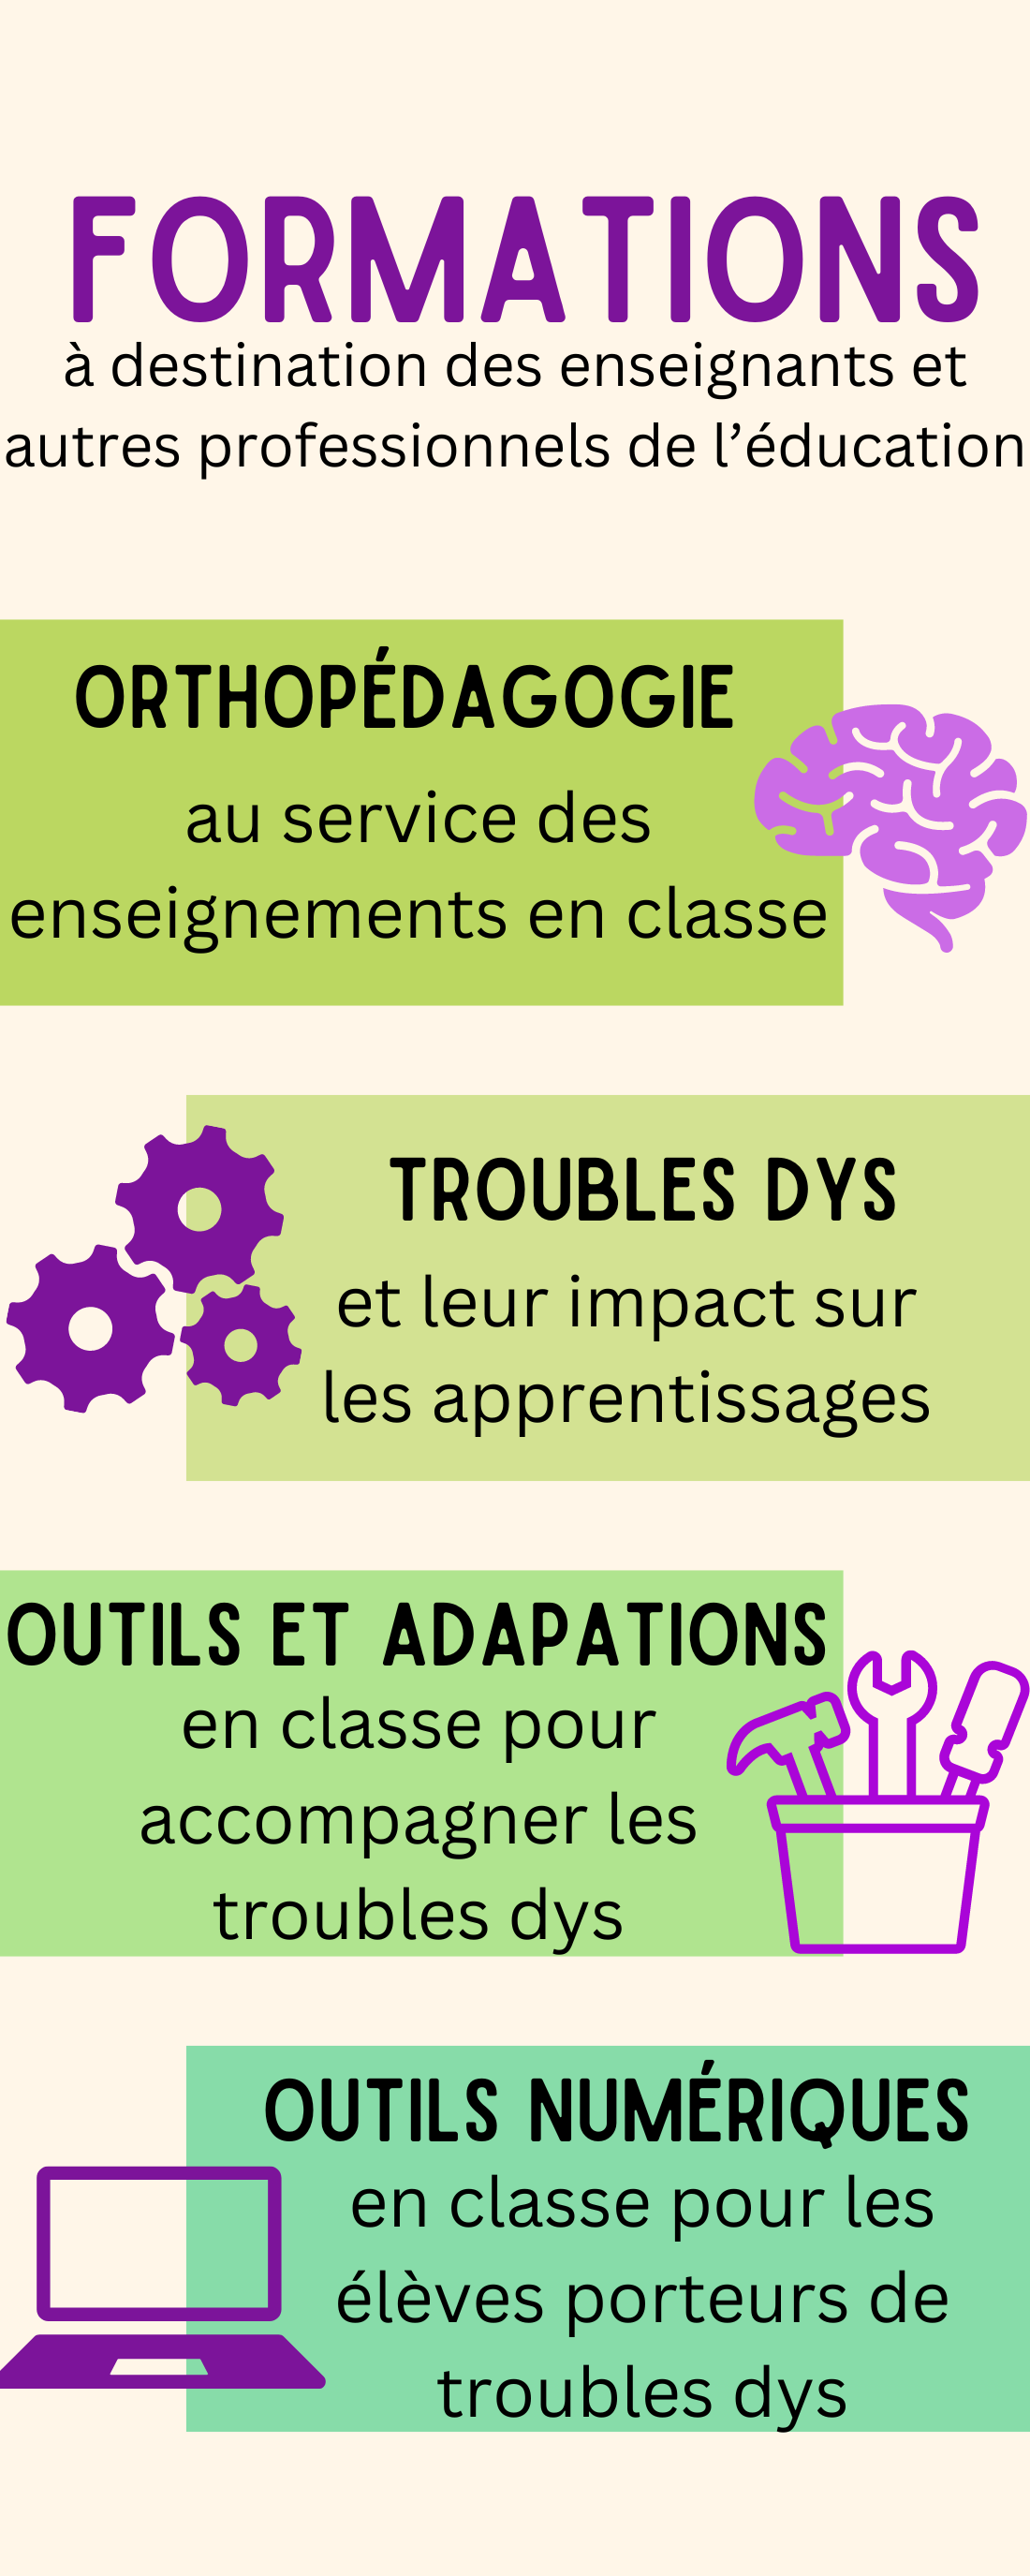 FORMATIONS
à destination des enseignants et
autres professionnels de l’éducation
ORTHOPÉDAGOGIE
au service des
enseignements en classe
TROUBLES DYS
et leur impact sur
les apprentissages
OUTILS ET ADAPATIONS
en classe pour
accompagner les
troubles dys
OUTILS NUMÉRIQUES
en classe pour les
élèves porteurs de
troubles dys